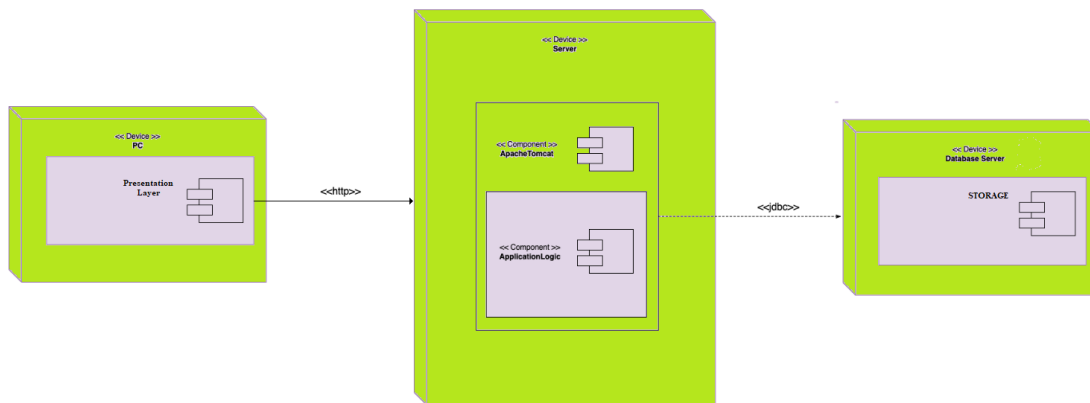 << Device >>
PC
Presentation
Layer
<<http>>
<< Device >>
Server
<< Component >>
ApacheTomcat
<< Component >>
ApplicationLogic
<<jdbc>>
<< Device >>
Database Server
STORAGE